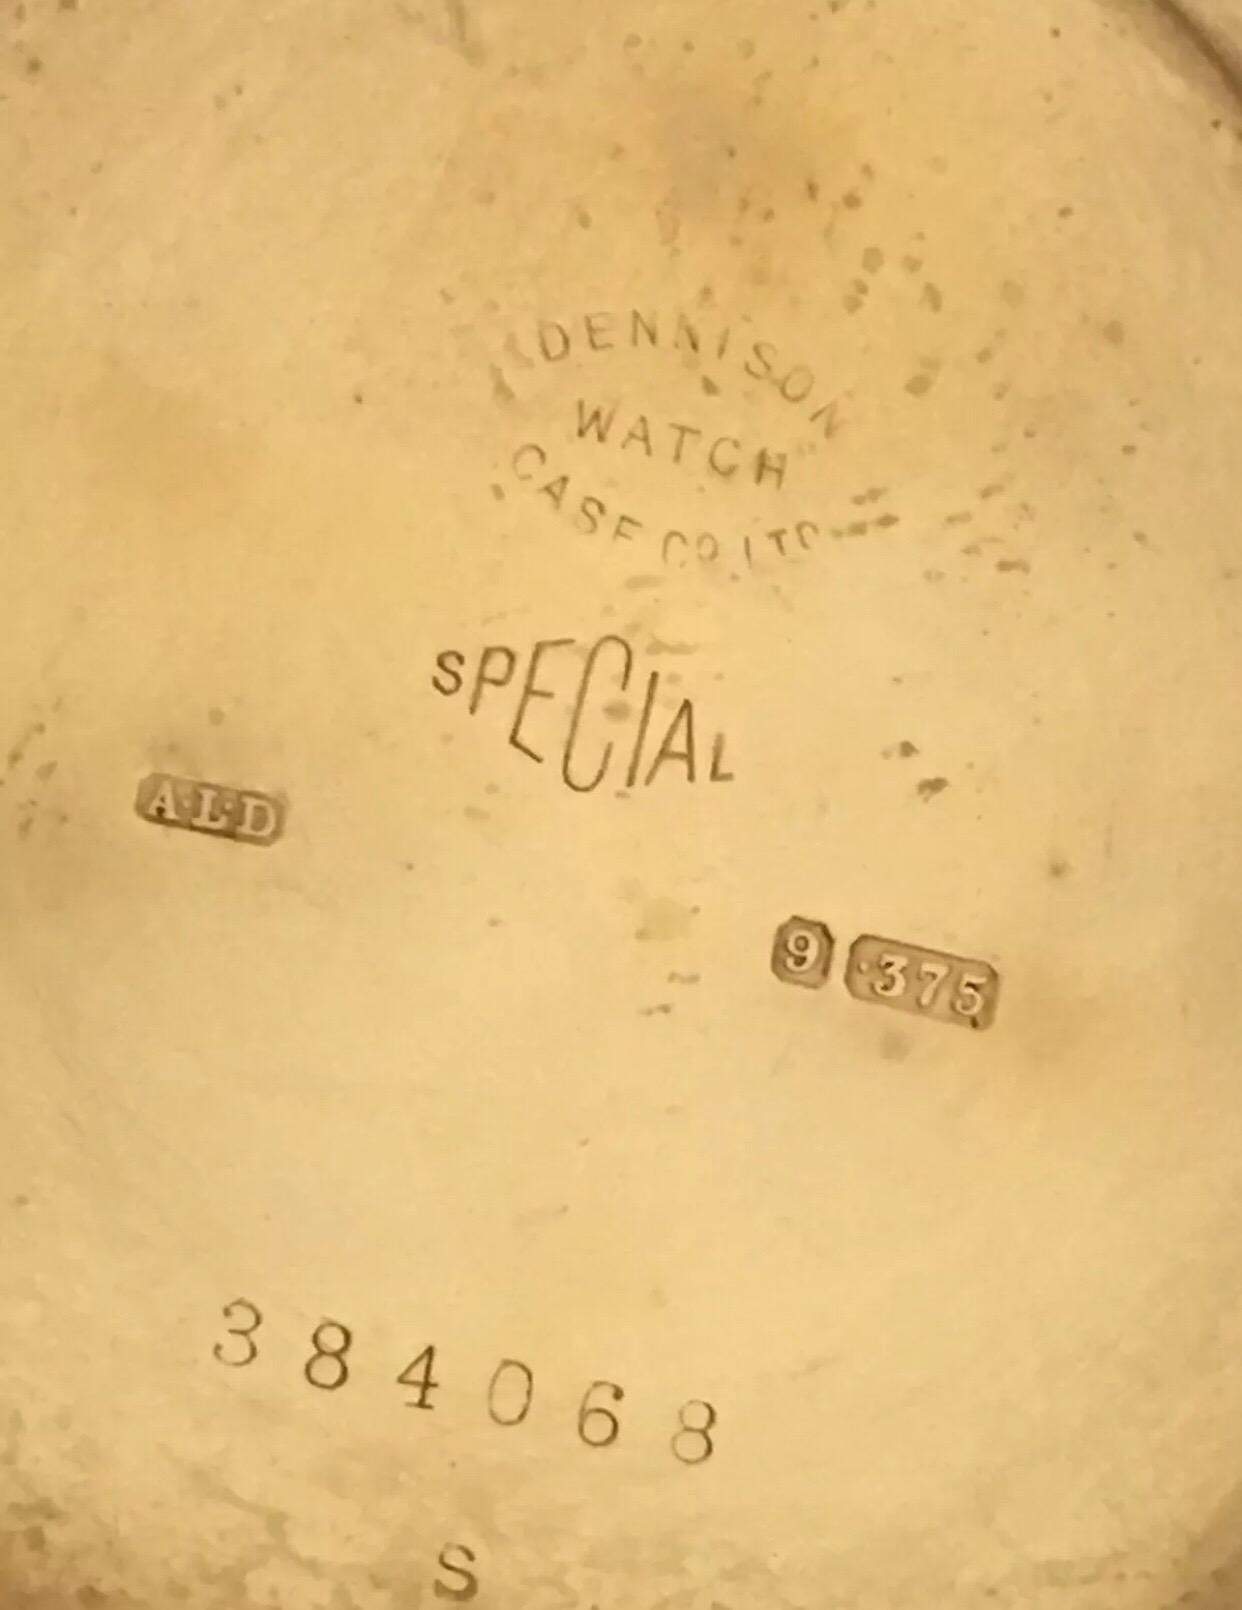 DENNISON
WATCH
CASE CO LTD
SPECIAL
A·L·D
9 ·375
384068
S